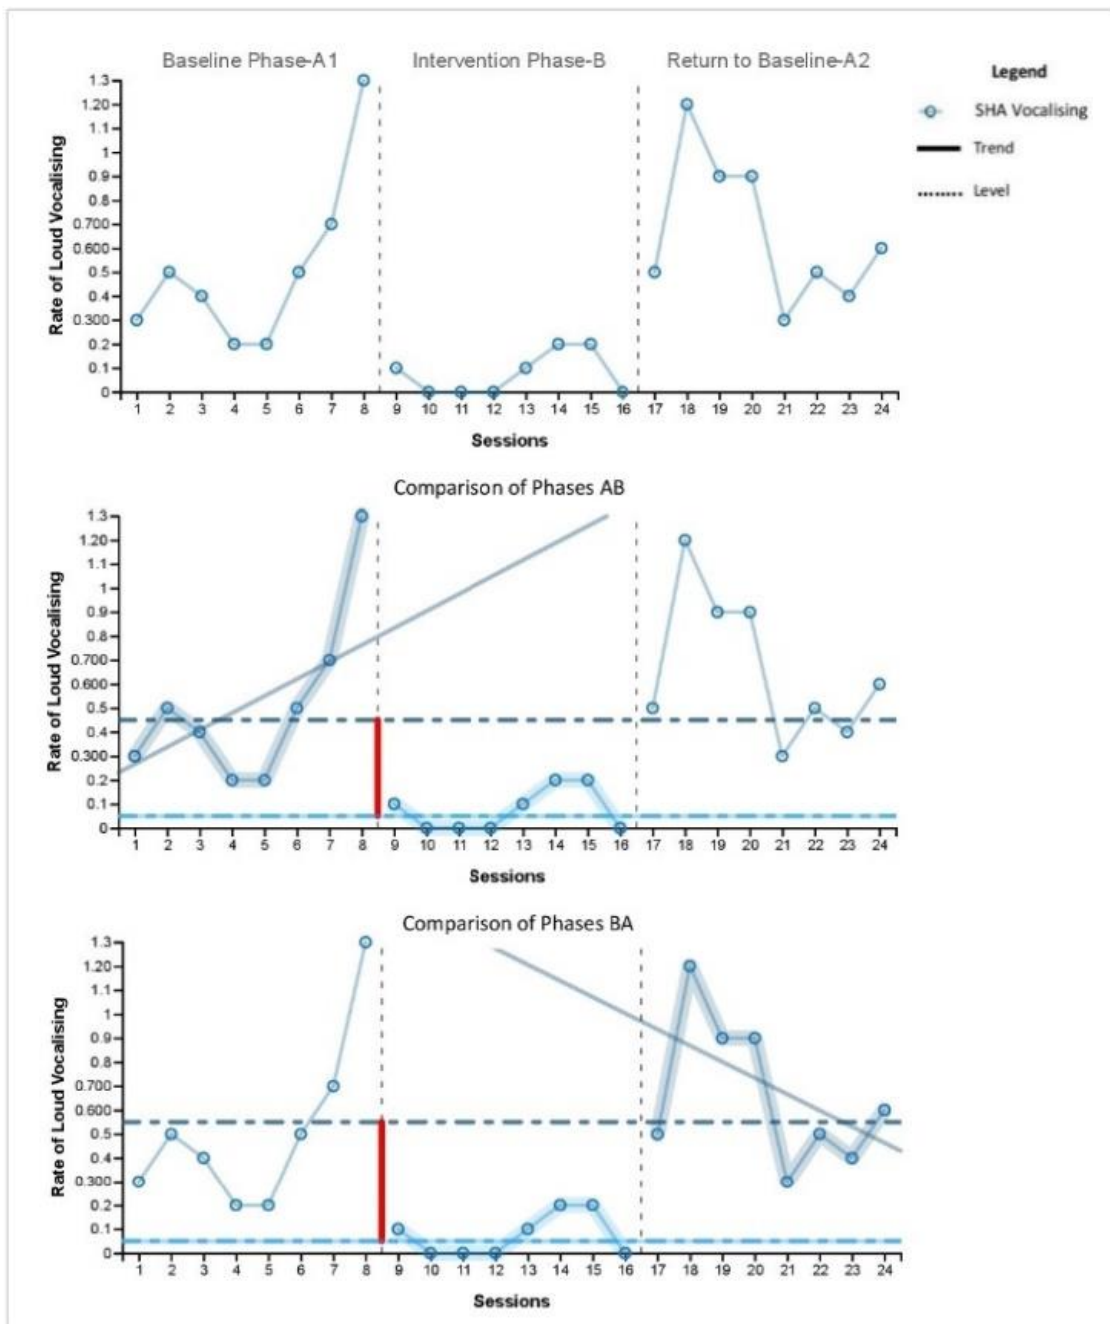 Baseline Phase-A1 Intervention Phase-B Return to Baseline-A2
Legend
SHA Vocalising
Trend
Level
Rate of Loud Vocalising
1.3
1.20
1.1
1
0.9
0.8
0.700
0.600
0.5
0.4
0.300
0.2
0.1
0
1 2 3 4 5 6 7 8 9 10 11 12 13 14 15 16 17 18 19 20 21 22 23 24
Sessions
Comparison of Phases AB
Rate of Loud Vocalising
1.3
1.20
1.1
1
0.9
0.8
0.700
0.600
0.5
0.4
0.300
0.2
0.1
0
1 2 3 4 5 6 7 8 9 10 11 12 13 14 15 16 17 18 19 20 21 22 23 24
Sessions
Comparison of Phases BA
Rate of Loud Vocalising
1.3
1.20
1.1
1
0.9
0.8
0.700
0.600
0.5
0.4
0.300
0.2
0.1
0
1 2 3 4 5 6 7 8 9 10 11 12 13 14 15 16 17 18 19 20 21 22 23 24
Sessions